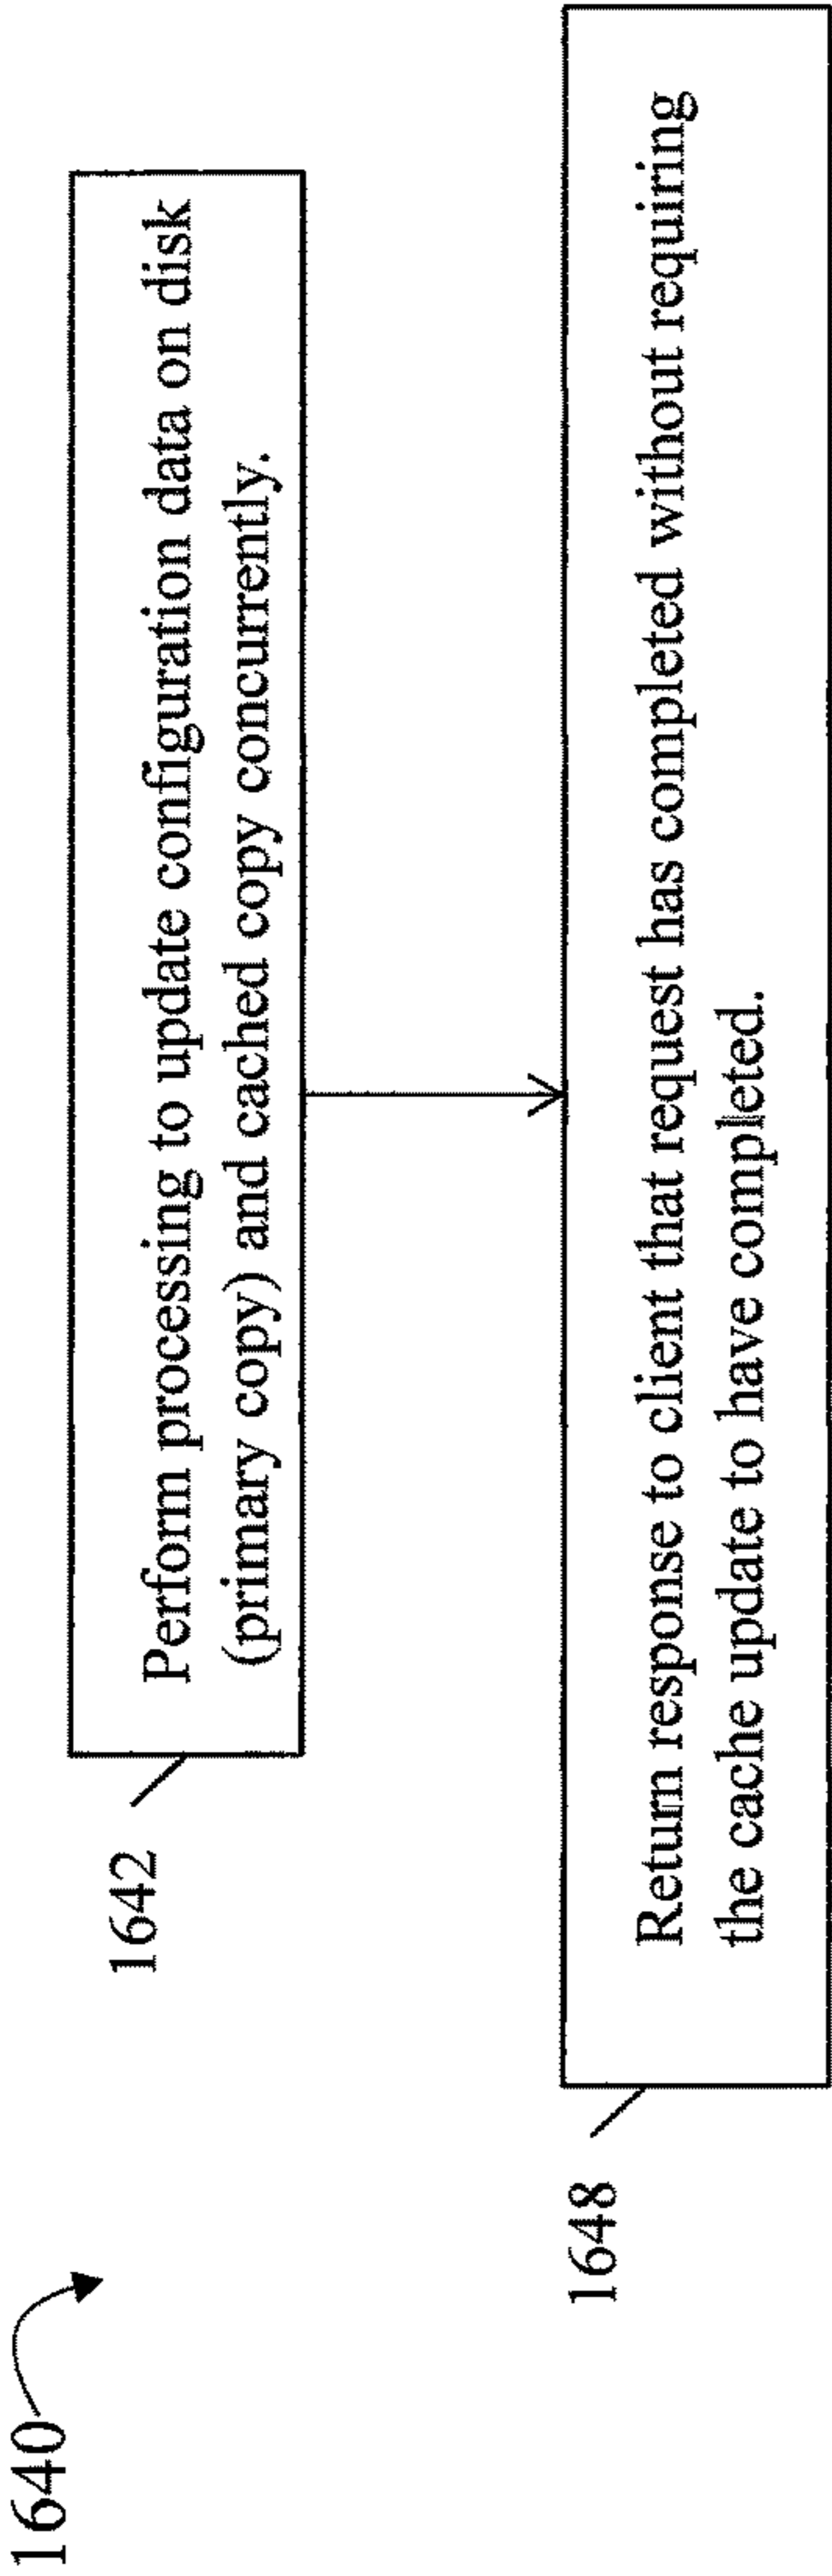 1640
1642
Perform processing to update configuration data on disk
(primary copy) and cached copy concurrently.
1648
Return response to client that request has completed without requiring
the cache update to have completed.